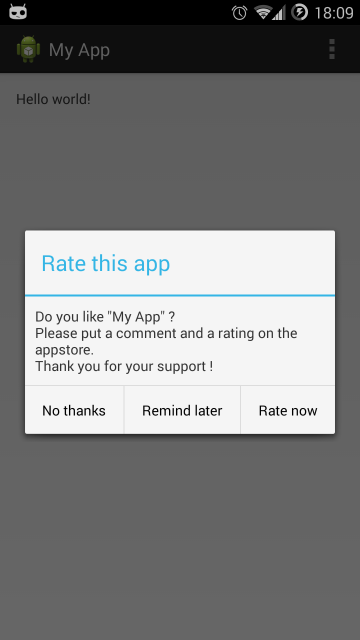 18:09
My App
Hello world!
Rate this app
Do you like "My App" ?
Please put a comment and a rating on the
appstore.
Thank you for your support !
No thanks
Remind later
Rate now